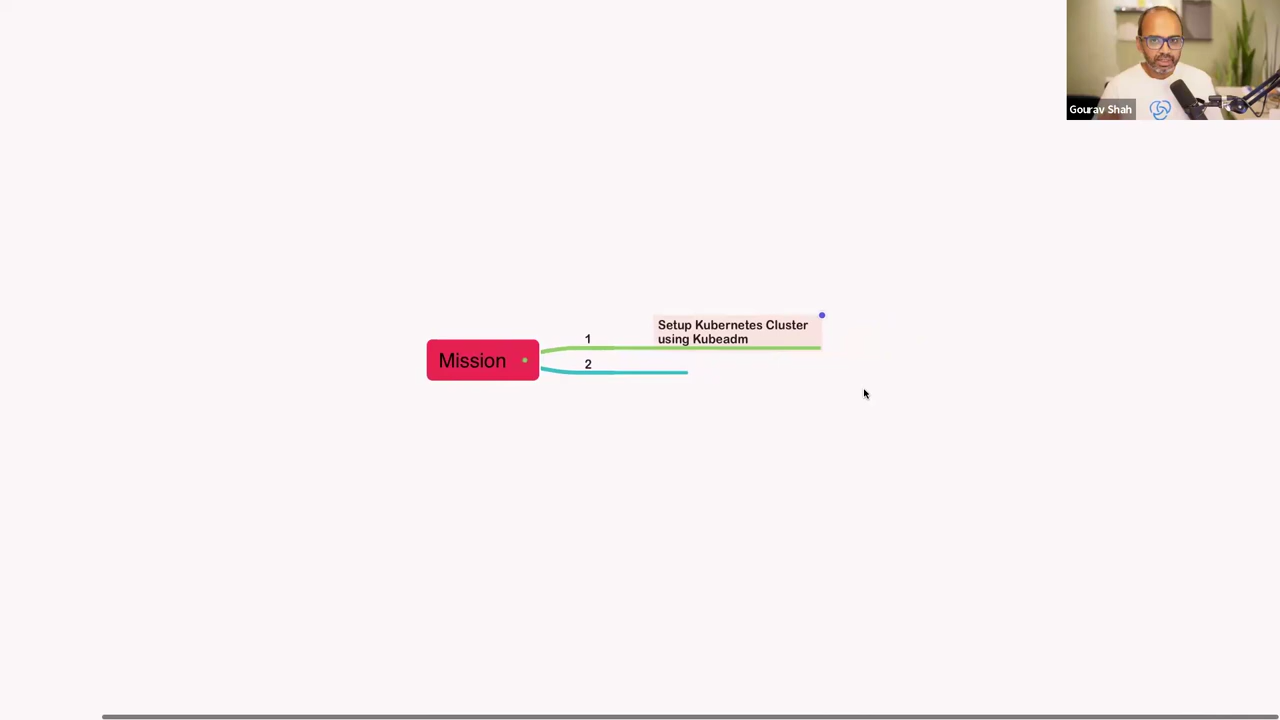 Gourav Shah
Setup Kubernetes Cluster
using Kubeadm
1
Mission
2